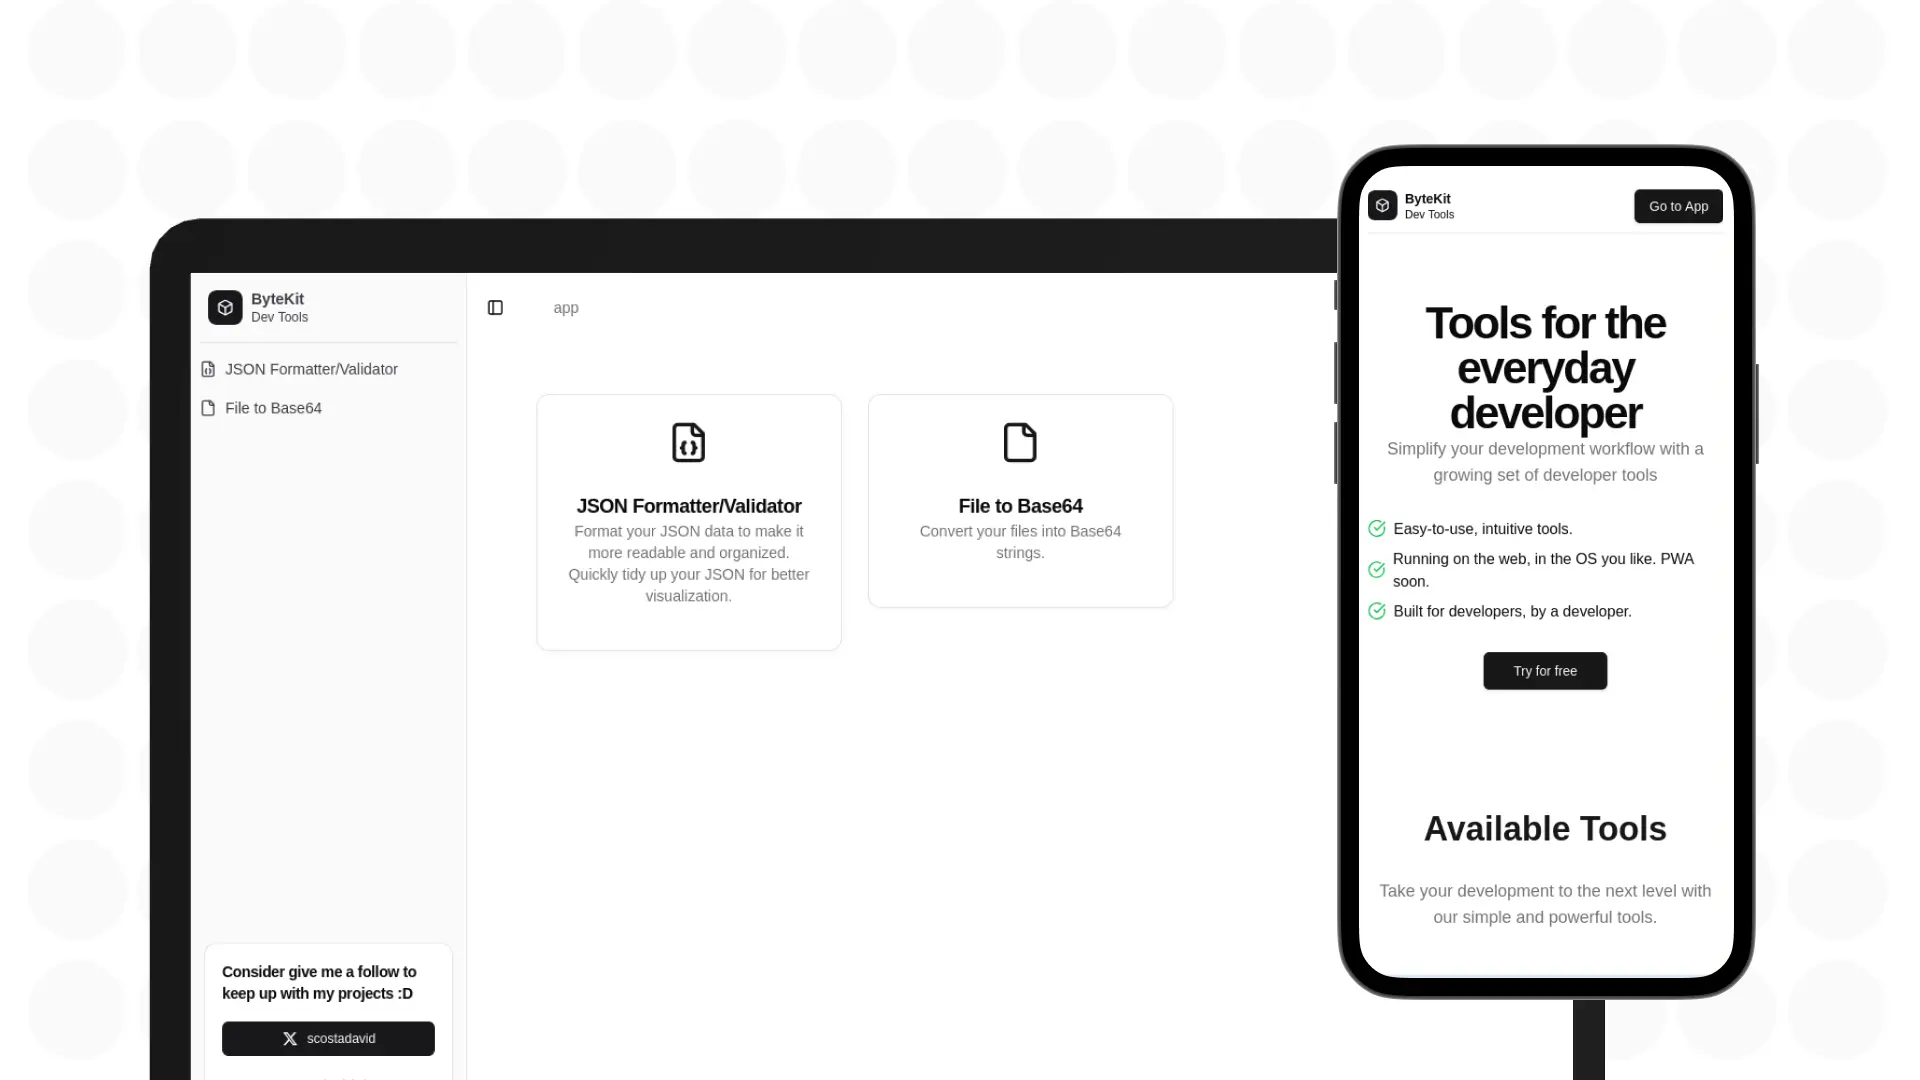 ByteKit
Dev Tools
JSON Formatter/Validator
File to Base64
Consider give me a follow to
keep up with my projects :D
scostadavid
app
JSON Formatter/Validator
Format your JSON data to make it
more readable and organized.
Quickly tidy up your JSON for better
visualization.
File to Base64
Convert your files into Base64
strings.
ByteKit
Dev Tools
Go to App
Tools for the
everyday
developer
Simplify your development workflow with a
growing set of developer tools
Easy-to-use, intuitive tools.
Running on the web, in the OS you like. PWA
soon.
Built for developers, by a developer.
Try for free
Available Tools
Take your development to the next level with
our simple and powerful tools.